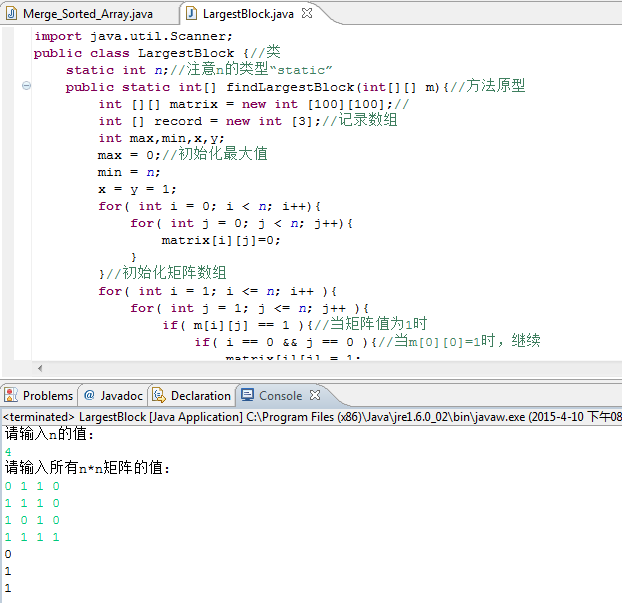 Merge_Sorted_Array.java LargestBlock.java
import java.util.Scanner;
public class LargestBlock {//类
static int n;//注意n的类型“static”
public static int[] findLargestBlock(int[][] m){//方法原型
int [][] matrix = new int [100][100];//
int [] record = new int [3];//记录数组
int max,min,x,y;
max = 0;//初始化最大值
min = n;
x = y = 1;
for( int i = 0; i < n; i++){
for( int j = 0; j < n; j++){
matrix[i][j]=0;
}
}//初始化矩阵数组
for( int i = 1; i <= n; i++ ){
for( int j = 1; j <= n; j++ ){
if( m[i][j] == 1 ){//当矩阵值为1时
if( i == 0 && j == 0 ){//当m[0][0]=1时，继续
matrix[i][j] = 1;
Problems @ Javadoc Declaration Console
<terminated> LargestBlock [Java Application] C:\Program Files (x86)\Java\jre1.6.0_02\bin\javaw.exe (2015-4-10 下午08
请输入n的值：
4
请输入所有n*n矩阵的值：
0 1 1 0
1 1 1 0
1 0 1 0
1 1 1 1
0
1
1